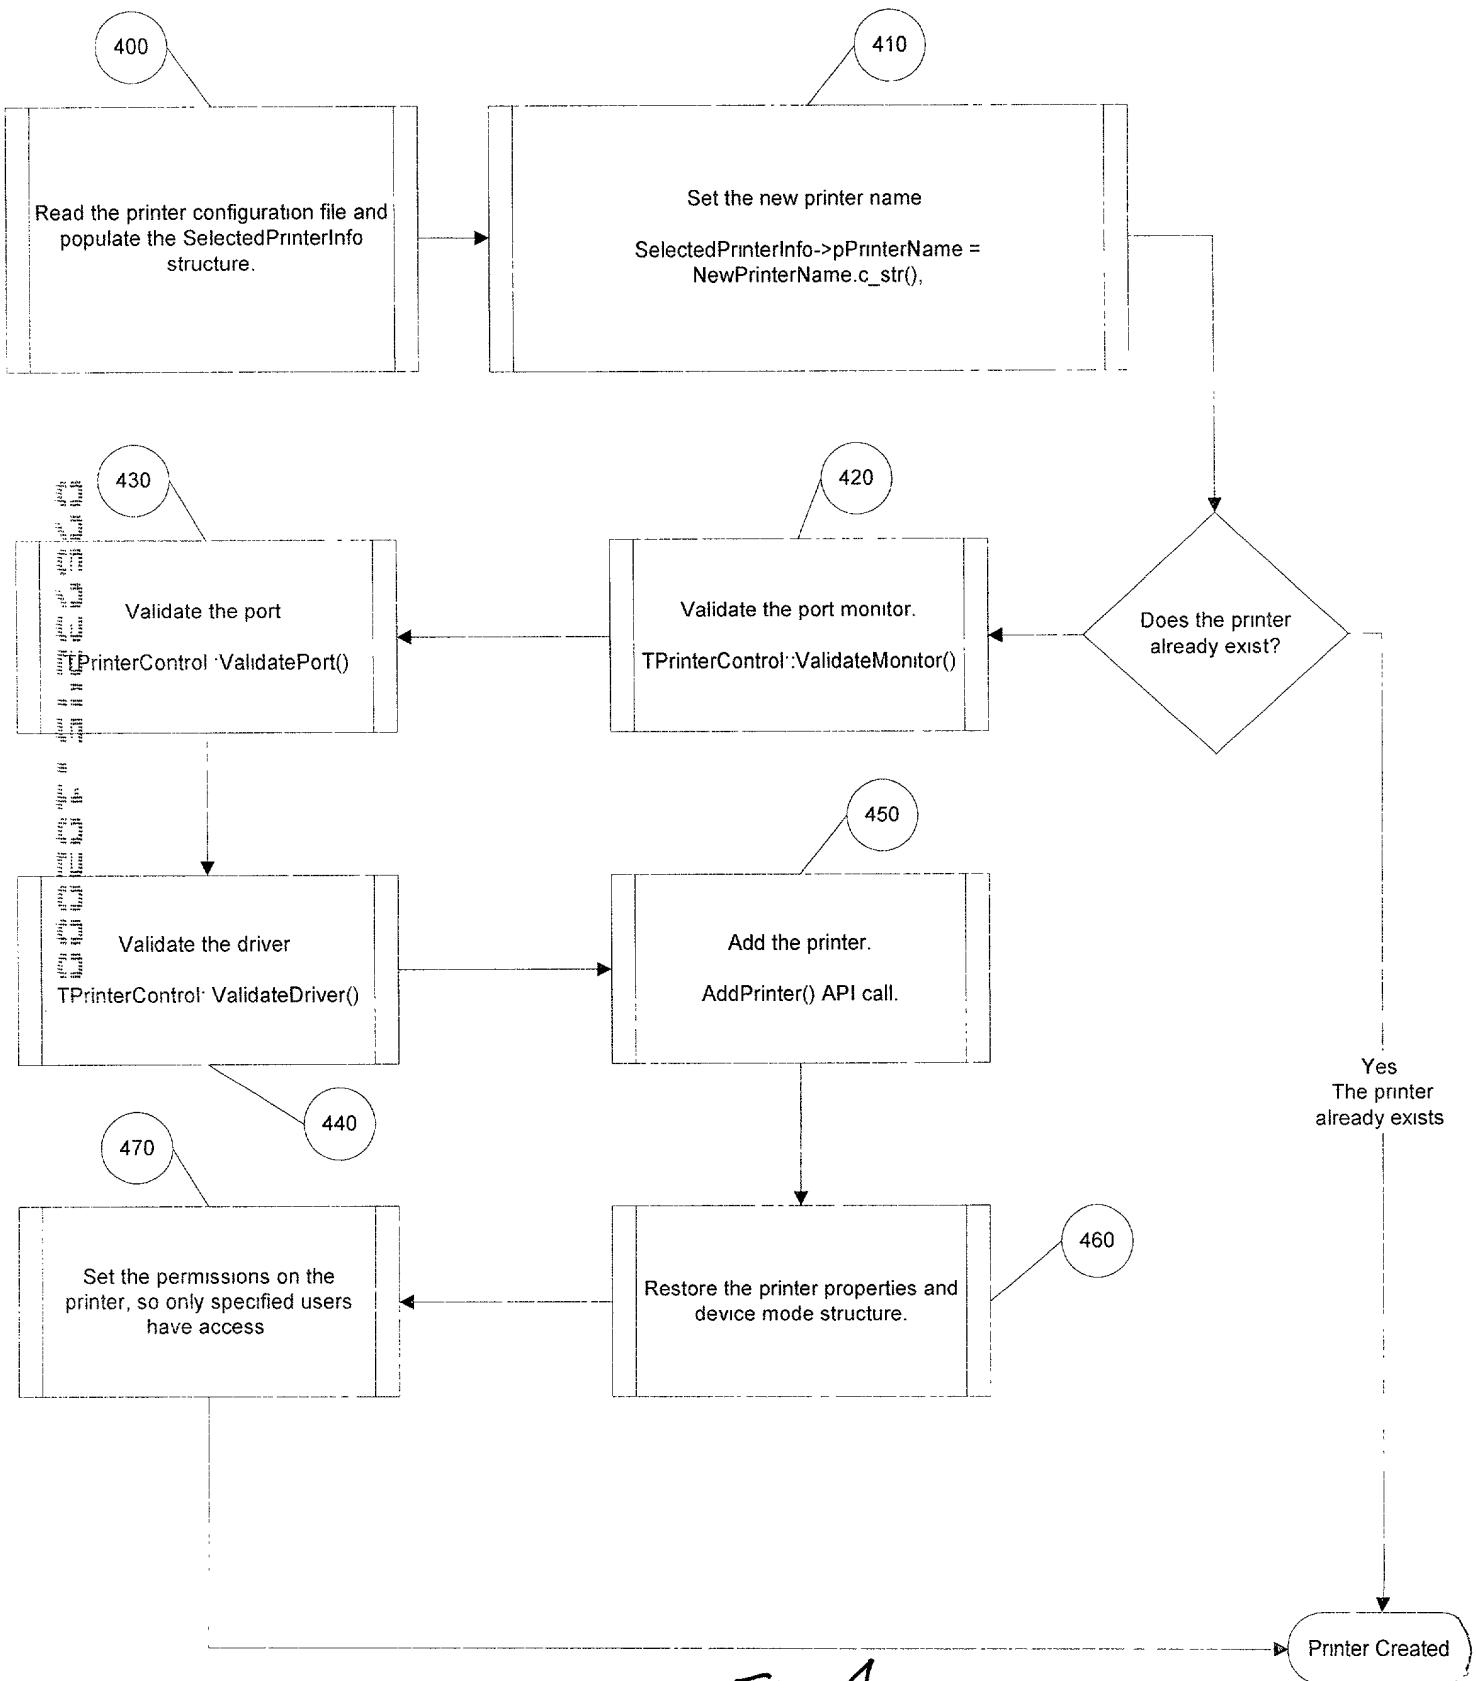 400
410
Read the printer configuration file and
populate the SelectedPrinterInfo
structure.
Set the new printer name
SelectedPrinterInfo->pPrinterName =
NewPrinterName.c_str(),
430
420
Validate the port
TPrinterControl ValidatePort()
Validate the port monitor.
TPrinterControl::ValidateMonitor()
Does the printer
already exist?
450
Validate the driver
TPrinterControl ValidateDriver()
Add the printer.
AddPrinter() API call.
Yes
The printer
already exists
440
470
460
Set the permissions on the
printer, so only specified users
have access
Restore the printer properties and
device mode structure.
Printer Created